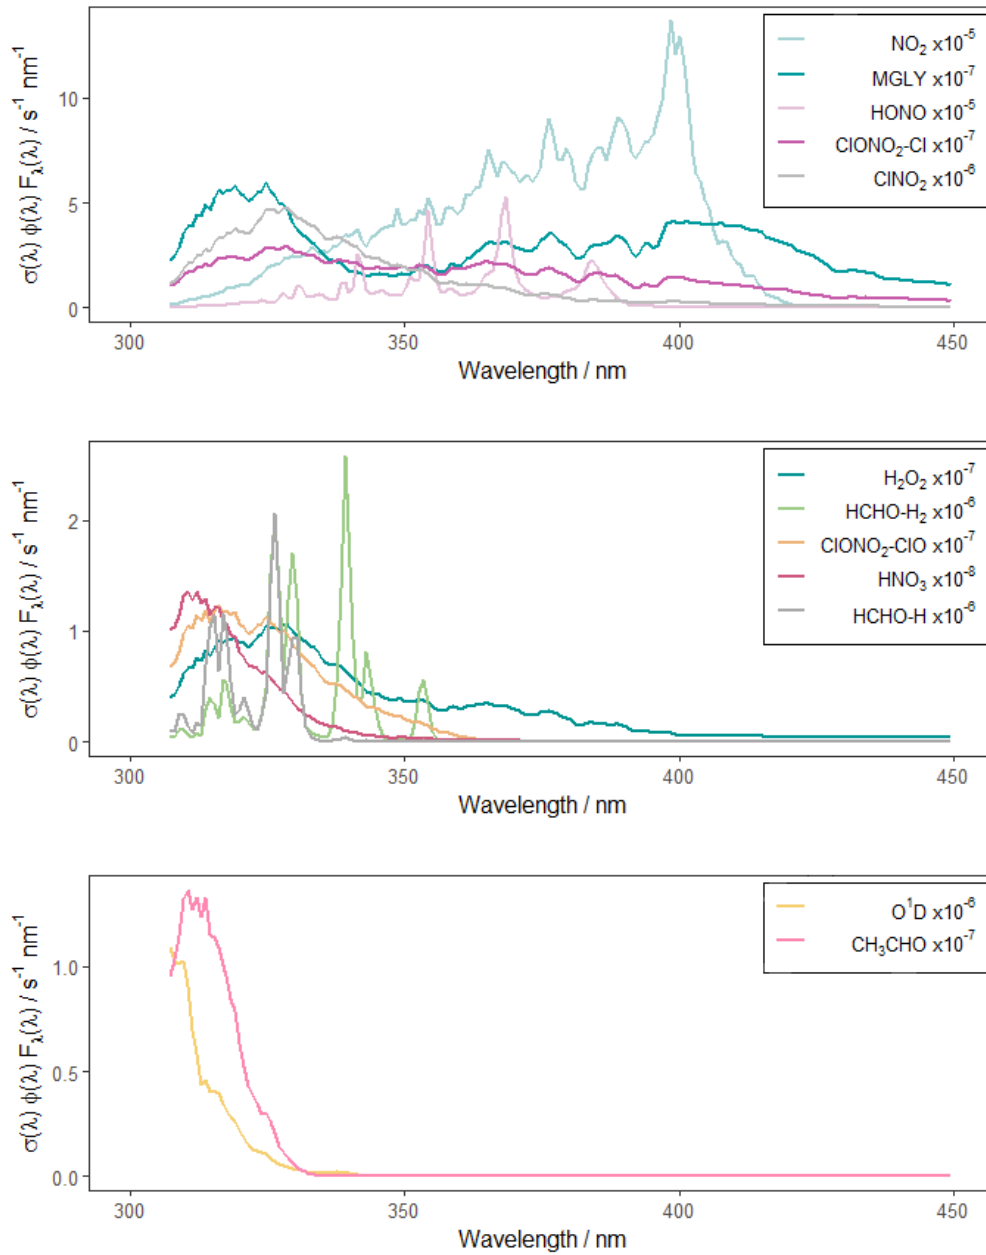 σ(λ) ϕ(λ) F_λ(λ) / s⁻¹ nm⁻¹
10
5
0
NO₂ x10⁻⁵
MGLY x10⁻⁷
HONO x10⁻⁵
ClONO₂-Cl x10⁻⁷
ClNO₂ x10⁻⁶
300 350 400 450
Wavelength / nm
σ(λ) ϕ(λ) F_λ(λ) / s⁻¹ nm⁻¹
2
1
0
H₂O₂ x10⁻⁷
HCHO-H₂ x10⁻⁶
ClONO₂-ClO x10⁻⁷
HNO₃ x10⁻⁸
HCHO-H x10⁻⁶
300 350 400 450
Wavelength / nm
σ(λ) ϕ(λ) F_λ(λ) / s⁻¹ nm⁻¹
1.0
0.5
0.0
O¹D x10⁻⁶
CH₃CHO x10⁻⁷
300 350 400 450
Wavelength / nm